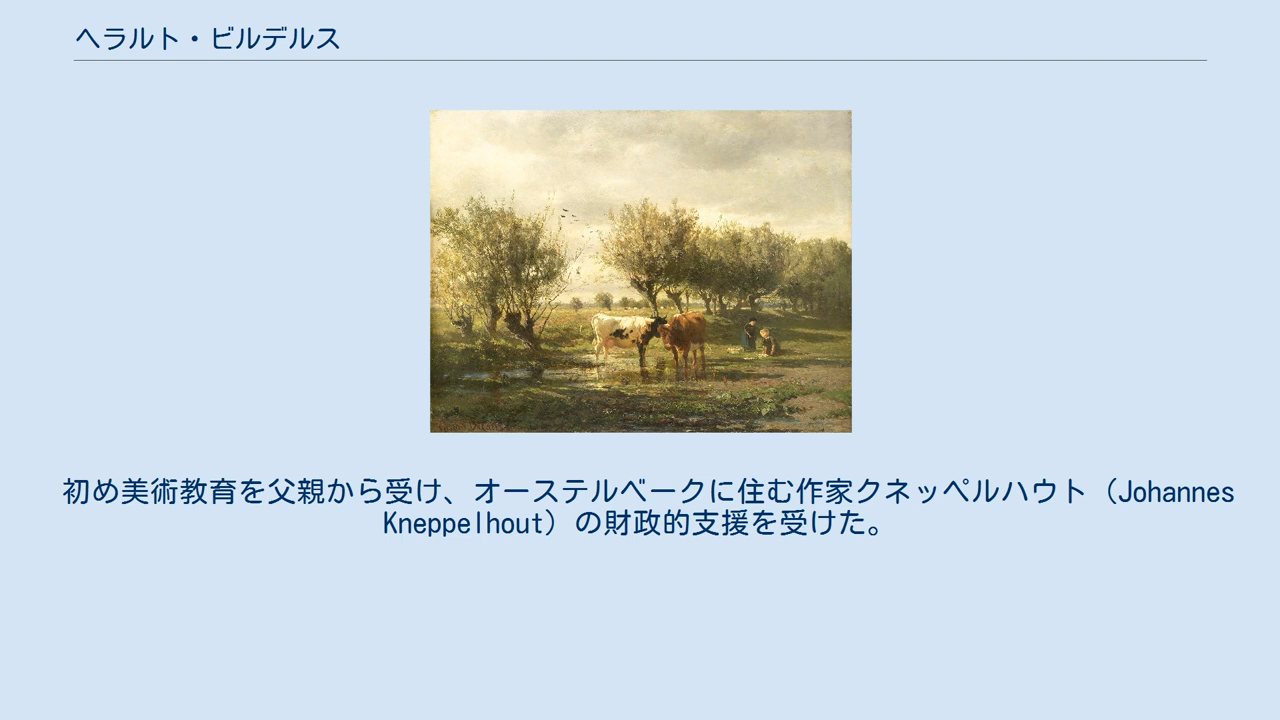 ヘラルト・ビルデルス
初め美術教育を父親から受け、オーステルベークに住む作家クネッペルハウト（Johannes
Kneppelhout）の財政的支援を受けた。